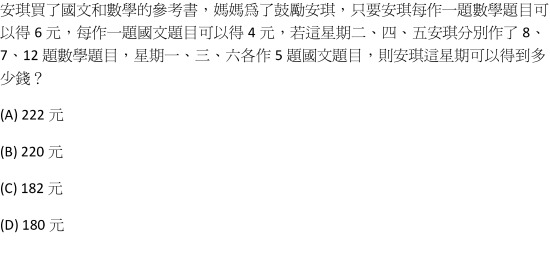 安琪買了國文和數學的參考書，媽媽為了鼓勵安琪，只要安琪每作一題數學題目可
以得 6 元，每作一題國文題目可以得 4 元，若這星期二、四、五安琪分別作了 8、
7、12 題數學題目，星期一、三、六各作 5 題國文題目，則安琪這星期可以得到多
少錢？
(A) 222 元
(B) 220 元
(C) 182 元
(D) 180 元